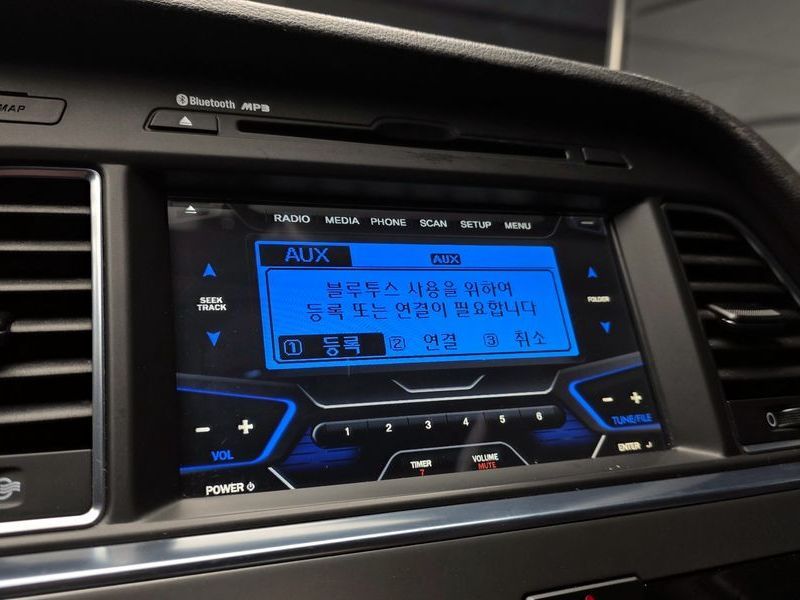 MAP
Bluetooth MP3
RADIO MEDIA PHONE SCAN SETUP MENU
AUX AUX
블루투스 사용을 위하여
등록 또는 연결이 필요합니다
1 등록 2 연결 3 취소
SEEK
TRACK
FOLDER
- + VOL
1 2 3 4 5 6
- + TUNE/FILE
POWER
TIMER
7
VOLUME
MUTE
ENTER
0